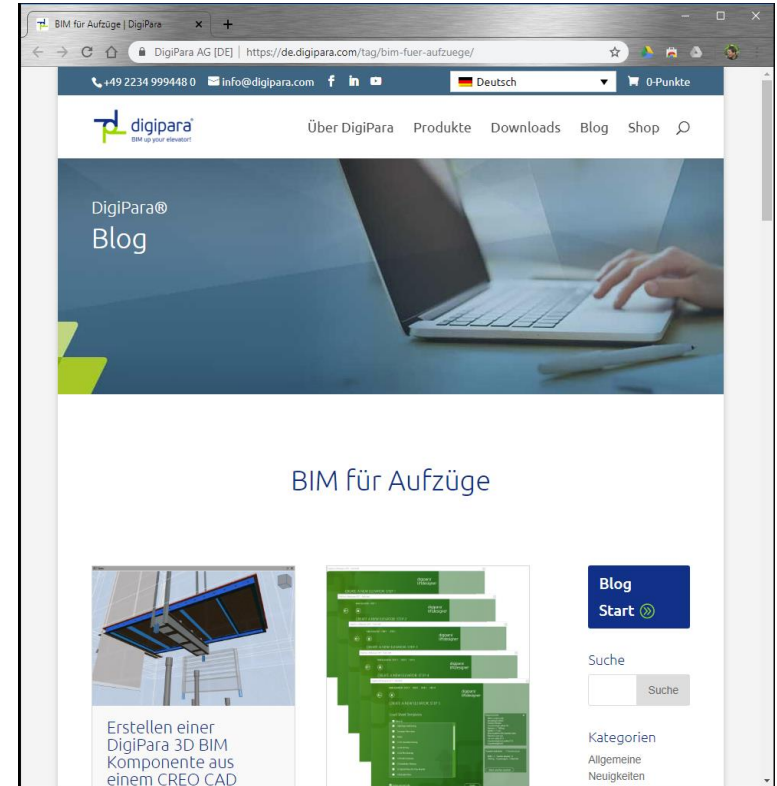 BIM für Aufzüge | DigiPara
DigiPara AG [DE] | https://de.digipara.com/tag/bim-fuer-aufzuege/
+49 2234 999448 0 info@digipara.com Deutsch 0-Punkte
digipara®
BIM up your elevator!
Über DigiPara Produkte Downloads Blog Shop
DigiPara®
Blog
BIM für Aufzüge
Erstellen einer
DigiPara 3D BIM
Komponente aus
einem CREO CAD
Blog
Start
Suche
Suche
Kategorien
Allgemeine
Neuigkeiten